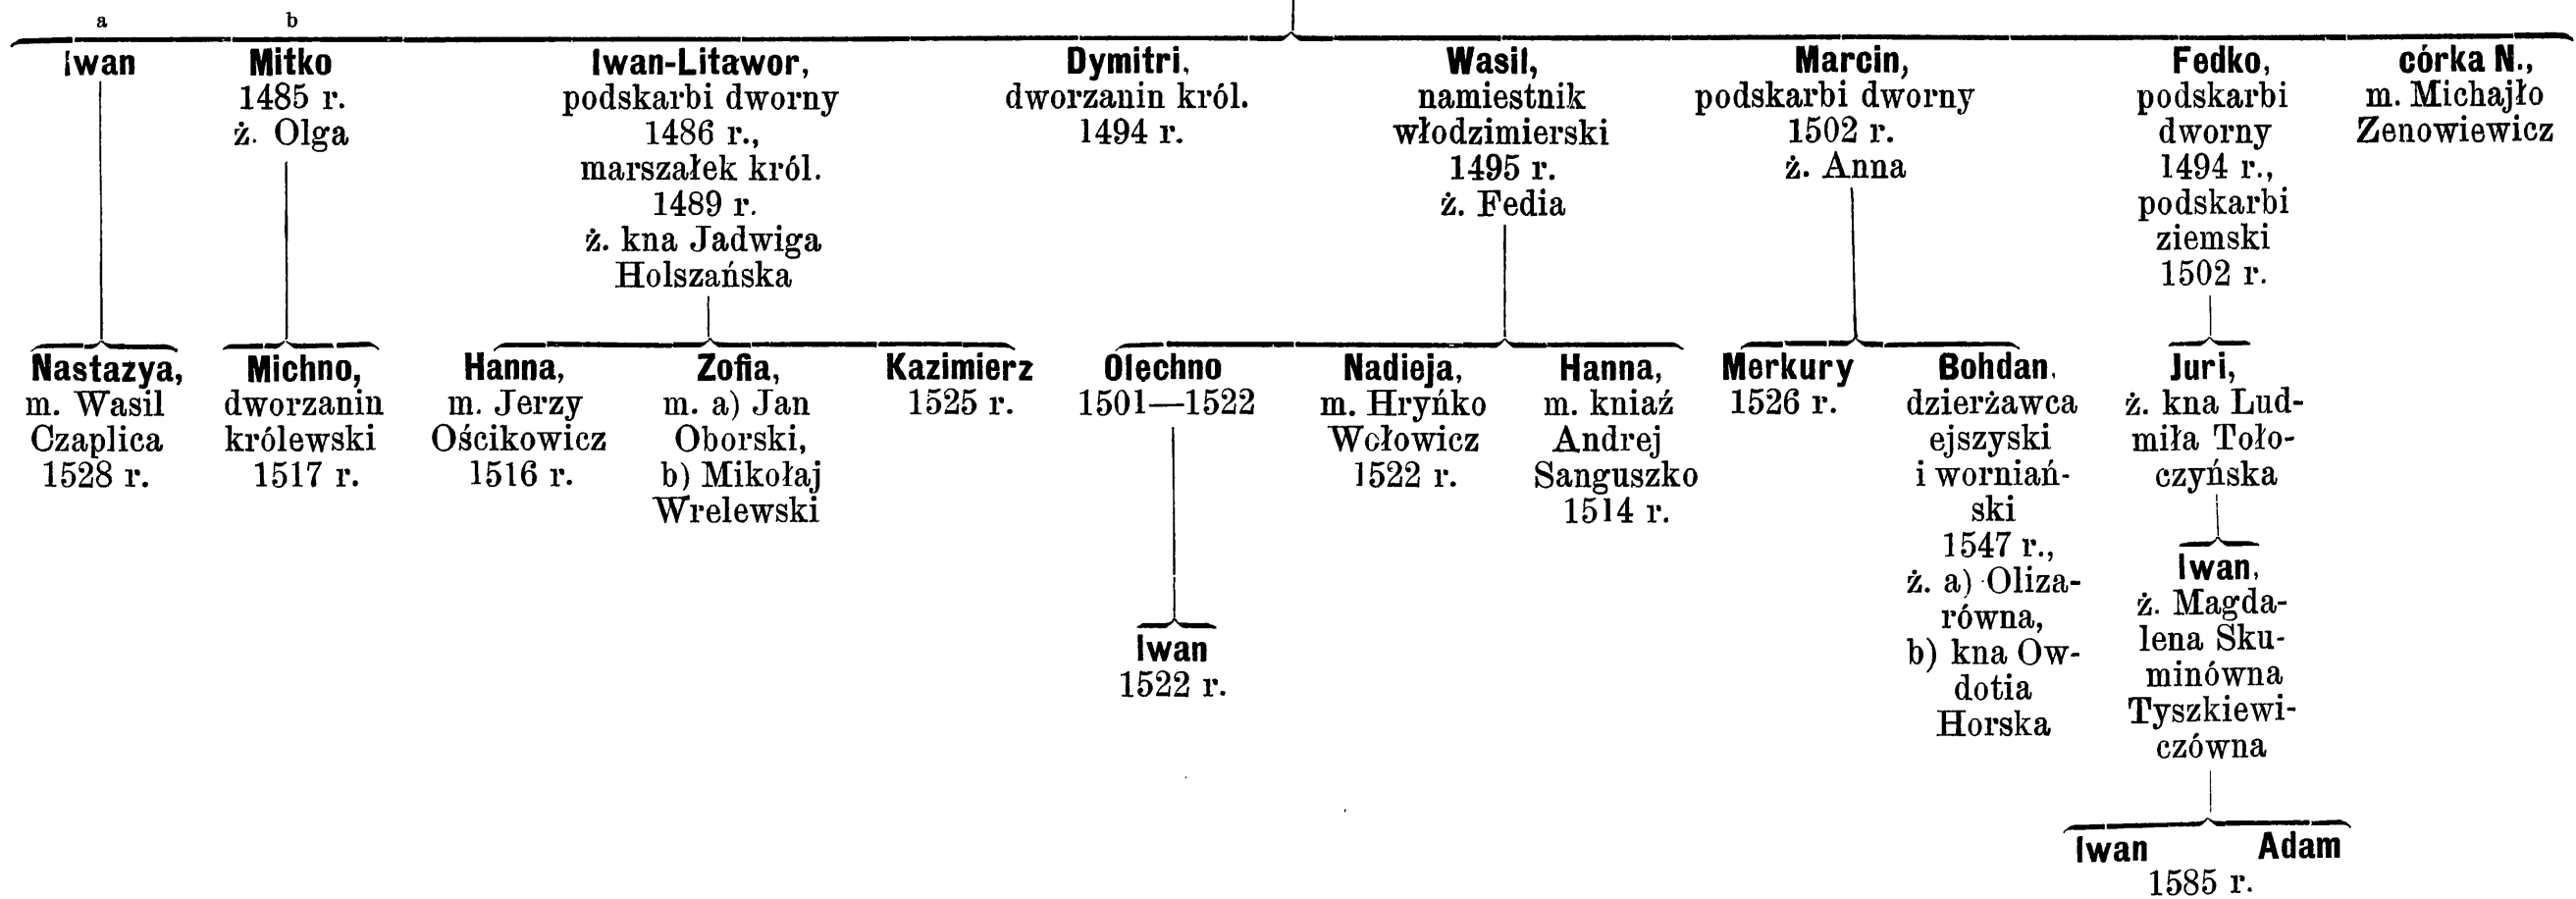 a
b
Iwan
Mitko
1485 r.
ż. Olga
Iwan-Litawor,
podskarbi dworny
1486 r.,
marszałek król.
1489 r.
ż. kna Jadwiga
Holszańska
Dymitri,
dworzanin król.
1494 r.
Wasil,
namiestnik
włodzimierski
1495 r.
ż. Fedia
Marcin,
podskarbi dworny
1502 r.
ż. Anna
Fedko,
podskarbi
dworny
1494 r.,
podskarbi
ziemski
1502 r.
córka N.,
m. Michajło
Zenowiewicz
Nastazya,
m. Wasil
Czaplica
1528 r.
Michno,
dworzanin
królewski
1517 r.
Hanna,
m. Jerzy
Ościkowicz
1516 r.
Zofia,
m. a) Jan
Oborski,
b) Mikołaj
Wrelewski
Kazimierz
1525 r.
Olechno
1501—1522
Nadieja,
m. Hryńko
Wołowicz
1522 r.
Hanna,
m. kniaź
Andrej
Sanguszko
1514 r.
Merkury
1526 r.
Bohdan,
dzierżawca
ejszyski
i worniań-
ski
1547 r.,
ż. a) Oliza-
równa,
b) kna Ow-
dotia
Horska
Juri,
ż. kna Lud-
miła Toło-
czyńska
Iwan
1522 r.
Iwan,
ż. Magda-
lena Sku-
minówna
Tyszkiewi-
czówna
Iwan Adam
1585 r.